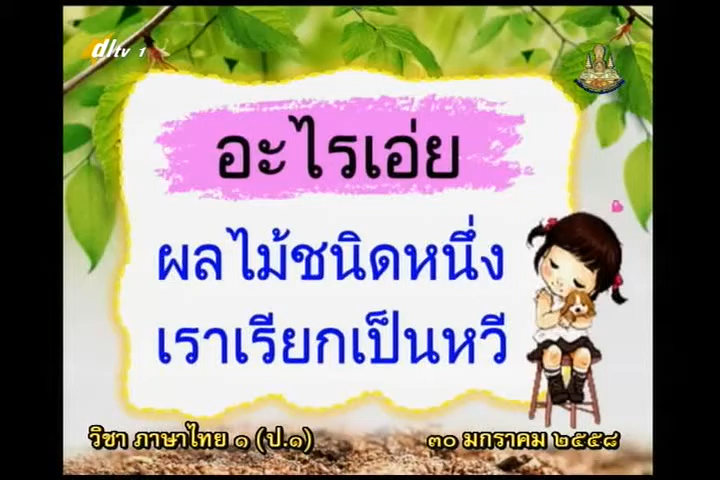 dltv 1
อะไรเอ่ย
ผลไม้ชนิดหนึ่ง
เราเรียกเป็นหวี
วิชา ภาษาไทย ๑ (ป.๑)
๓๐ มกราคม ๒๕๕๘